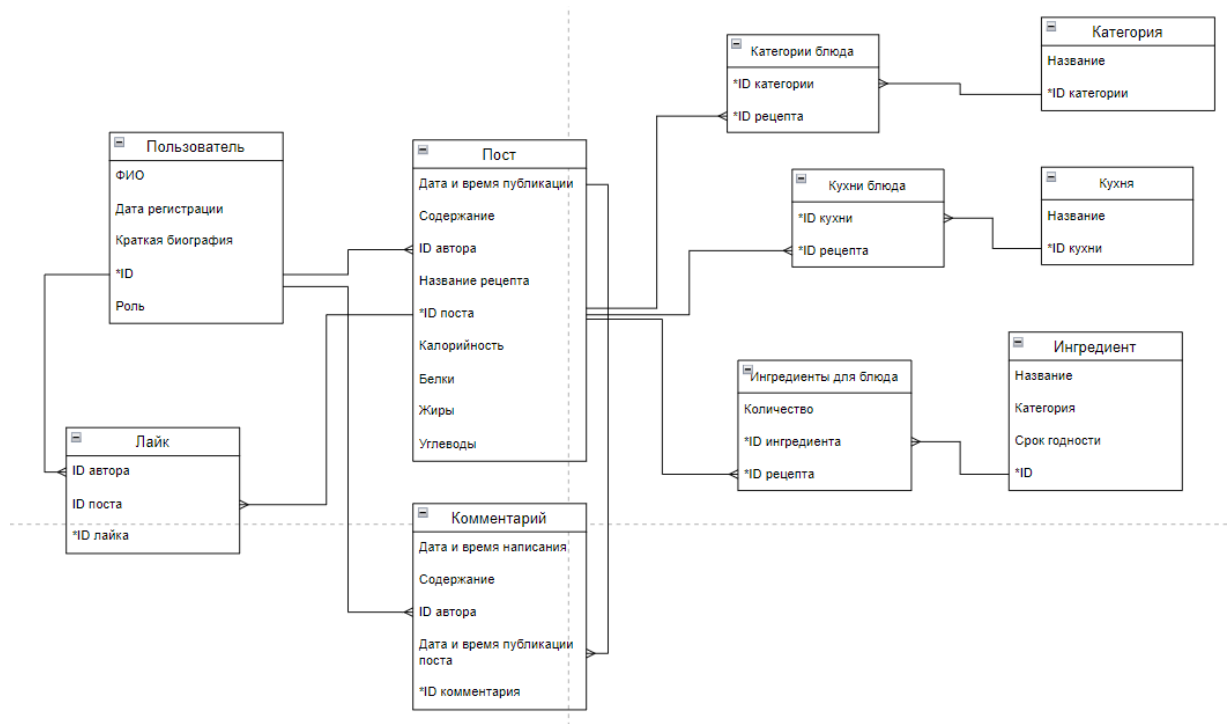 Пользователь
ФИО
Дата регистрации
Краткая биография
*ID
Роль
Лайк
ID автора
ID поста
*ID лайка
Пост
Дата и время публикации
Содержание
ID автора
Название рецепта
*ID поста
Калорийность
Белки
Жиры
Углеводы
Комментарий
Дата и время написания
Содержание
ID автора
Дата и время публикации
поста
*ID комментария
Категории блюда
*ID категории
*ID рецепта
Категория
Название
*ID категории
Кухни блюда
*ID кухни
*ID рецепта
Кухня
Название
*ID кухни
Ингредиенты для блюда
Количество
*ID ингредиента
*ID рецепта
Ингредиент
Название
Категория
Срок годности
*ID